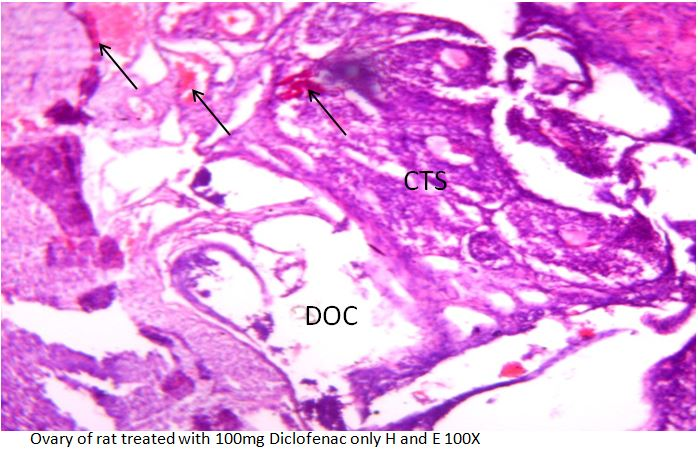 CTS
DOC
Ovary of rat treated with 100mg Diclofenac only H and E 100X